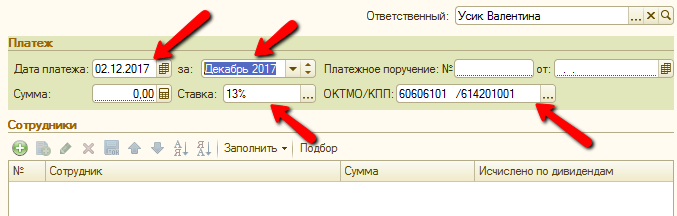 Ответственный: Усик Валентина ... × Q
Платеж
Дата платежа: 02.12.2017 за: Декабрь 2017 Платежное поручение: № от: . .
Сумма: 0,00 Ставка: 13% ... ОКТМО/КПП: 60606101 /614201001 ...
Сотрудники
Заполнить Подбор
№ Сотрудник Сумма Исчислено по дивидендам